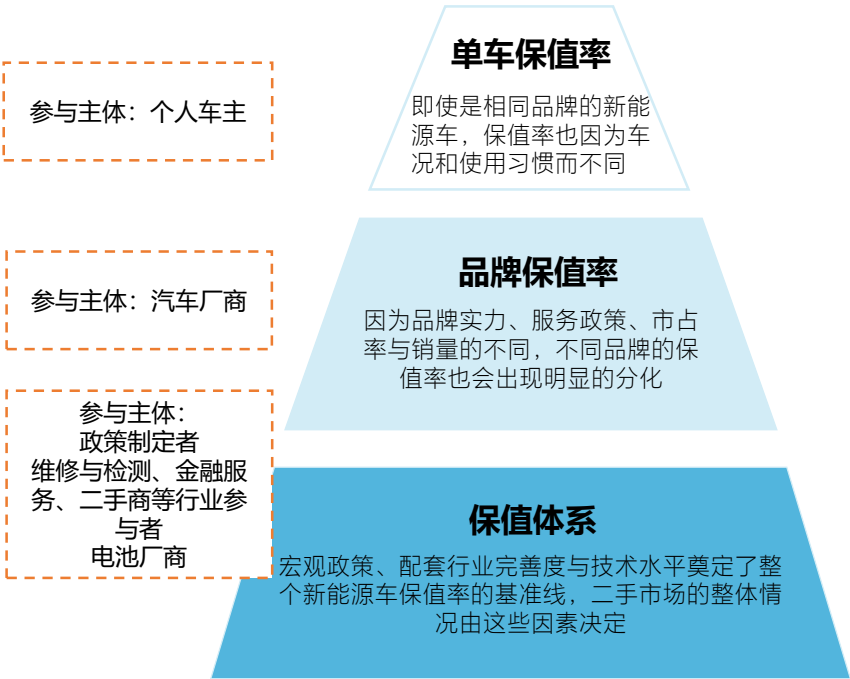 单车保值率
参与主体：个人车主
即使是相同品牌的新能
源车，保值率也因为车
况和使用习惯而不同
品牌保值率
参与主体：汽车厂商
因为品牌实力、服务政策、市占
率与销量的不同，不同品牌的保
值率也会出现明显的分化
参与主体：
政策制定者
维修与检测、金融服
务、二手商等行业参
与者
电池厂商
保值体系
宏观政策、配套行业完善度与技术水平奠定了整
个新能源车保值率的基准线，二手市场的整体情
况由这些因素决定